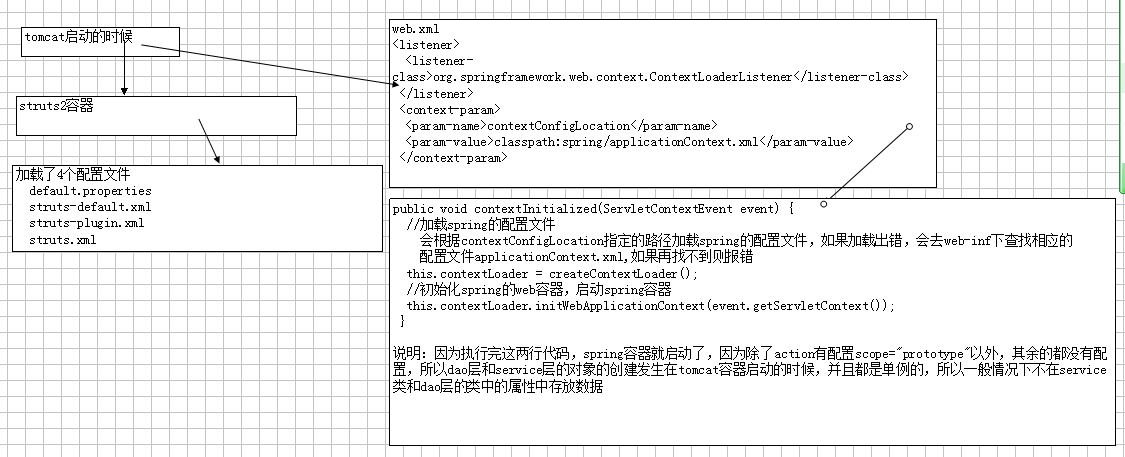 tomcat启动的时候
struts2容器
加载了4个配置文件
default.properties
struts-default.xml
struts-plugin.xml
struts.xml
web.xml
<listener>
<listener-
class>org.springframework.web.context.ContextLoaderListener</listener-class>
</listener>
<context-param>
<param-name>contextConfigLocation</param-name>
<param-value>classpath:spring/applicationContext.xml</param-value>
</context-param>
public void contextInitialized(ServletContextEvent event) {
//加载spring的配置文件
会根据contextConfigLocation指定的路径加载spring的配置文件，如果加载出错，会去web-inf下查找相应的
配置文件applicationContext.xml,如果再找不到则报错
this.contextLoader = createContextLoader();
//初始化spring的web容器，启动spring容器
this.contextLoader.initWebApplicationContext(event.getServletContext());
}
说明：因为执行完这两行代码，spring容器就启动了，因为除了action有配置scope="prototype"以外，其余的都没有配
置，所以dao层和service层的对象的创建发生在tomcat容器启动的时候，并且都是单例的，所以一般情况下不在service
类和dao层的类中的属性中存放数据